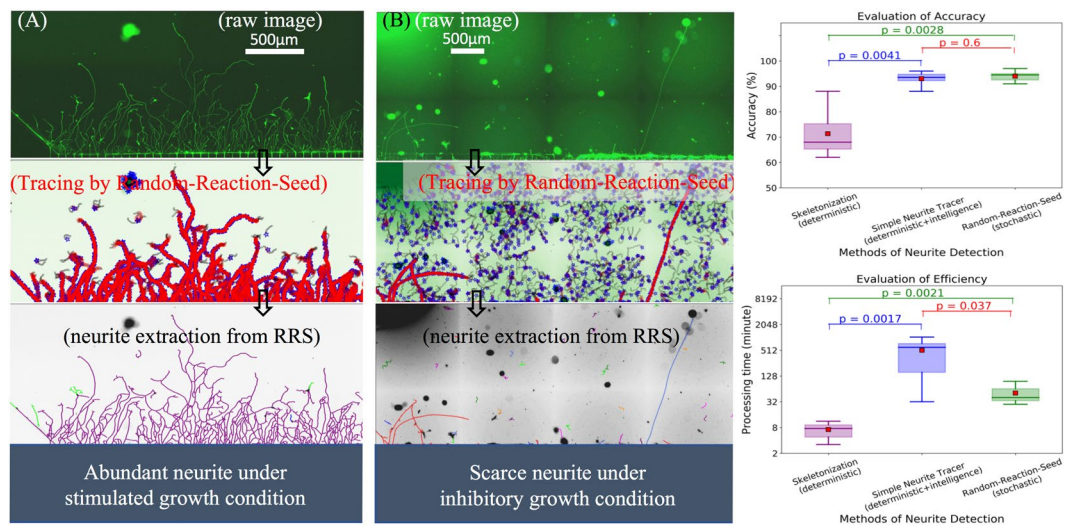 (A)
(raw image)
500μm
(Tracing by Random-Reaction-Seed)
(neurite extraction from RRS)
Abundant neurite under
stimulated growth condition
(B)
(raw image)
500μm
(Tracing by Random-Reaction-Seed)
(neurite extraction from RRS)
Scarce neurite under
inhibitory growth condition
Evaluation of Accuracy
p = 0.0028
p = 0.0041
p = 0.6
Accuracy (%)
100
90
80
70
60
50
Skeletonization
(deterministic)
Simple Neurite Tracer
(deterministic+intelligence)
Random-Reaction-Seed
(stochastic)
Methods of Neurite Detection
Evaluation of Efficiency
p = 0.0021
p = 0.0017
p = 0.037
Processing time (minute)
8192
2048
512
128
32
8
2
Skeletonization
(deterministic)
Simple Neurite Tracer
(deterministic+intelligence)
Random-Reaction-Seed
(stochastic)
Methods of Neurite Detection